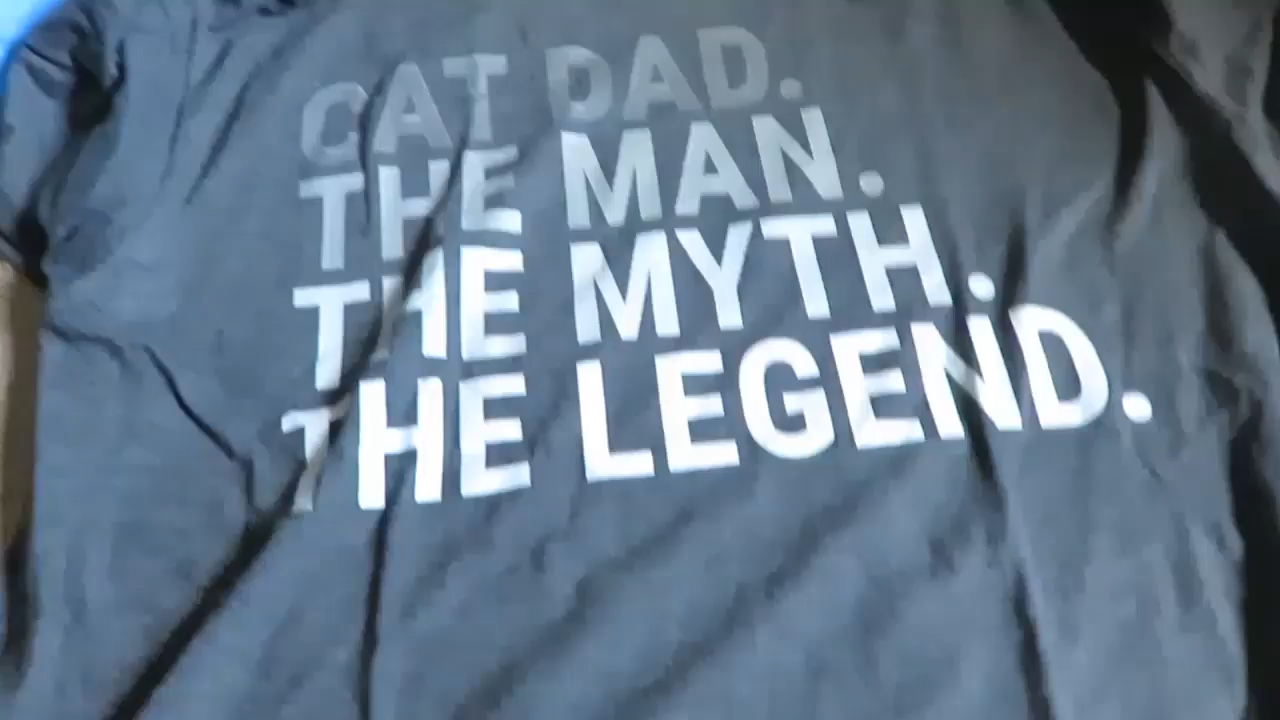 CAT DAD.
THE MAN.
THE MYTH.
THE LEGEND.